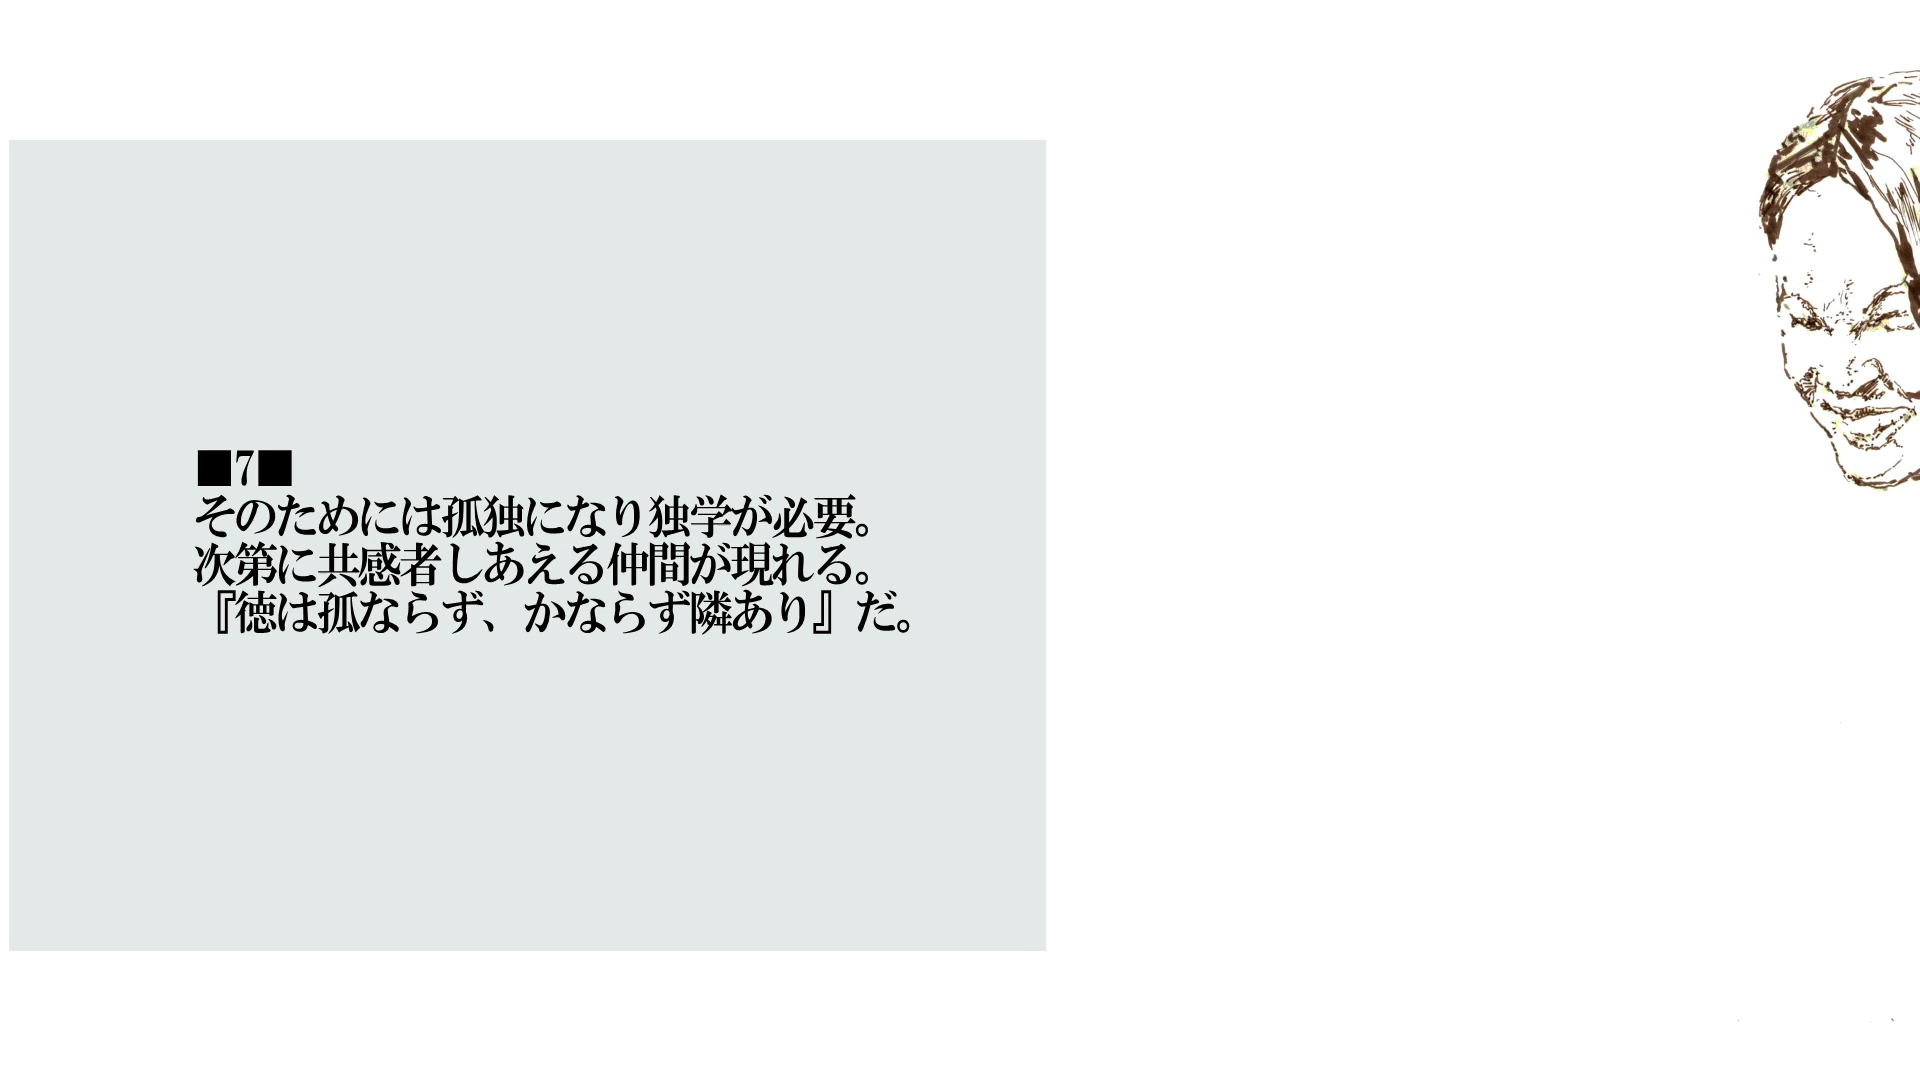 ■7■
そのためには孤独になり独学が必要。
次第に共感者しあえる仲間が現れる。
『徳は孤ならず、かならず隣あり』だ。